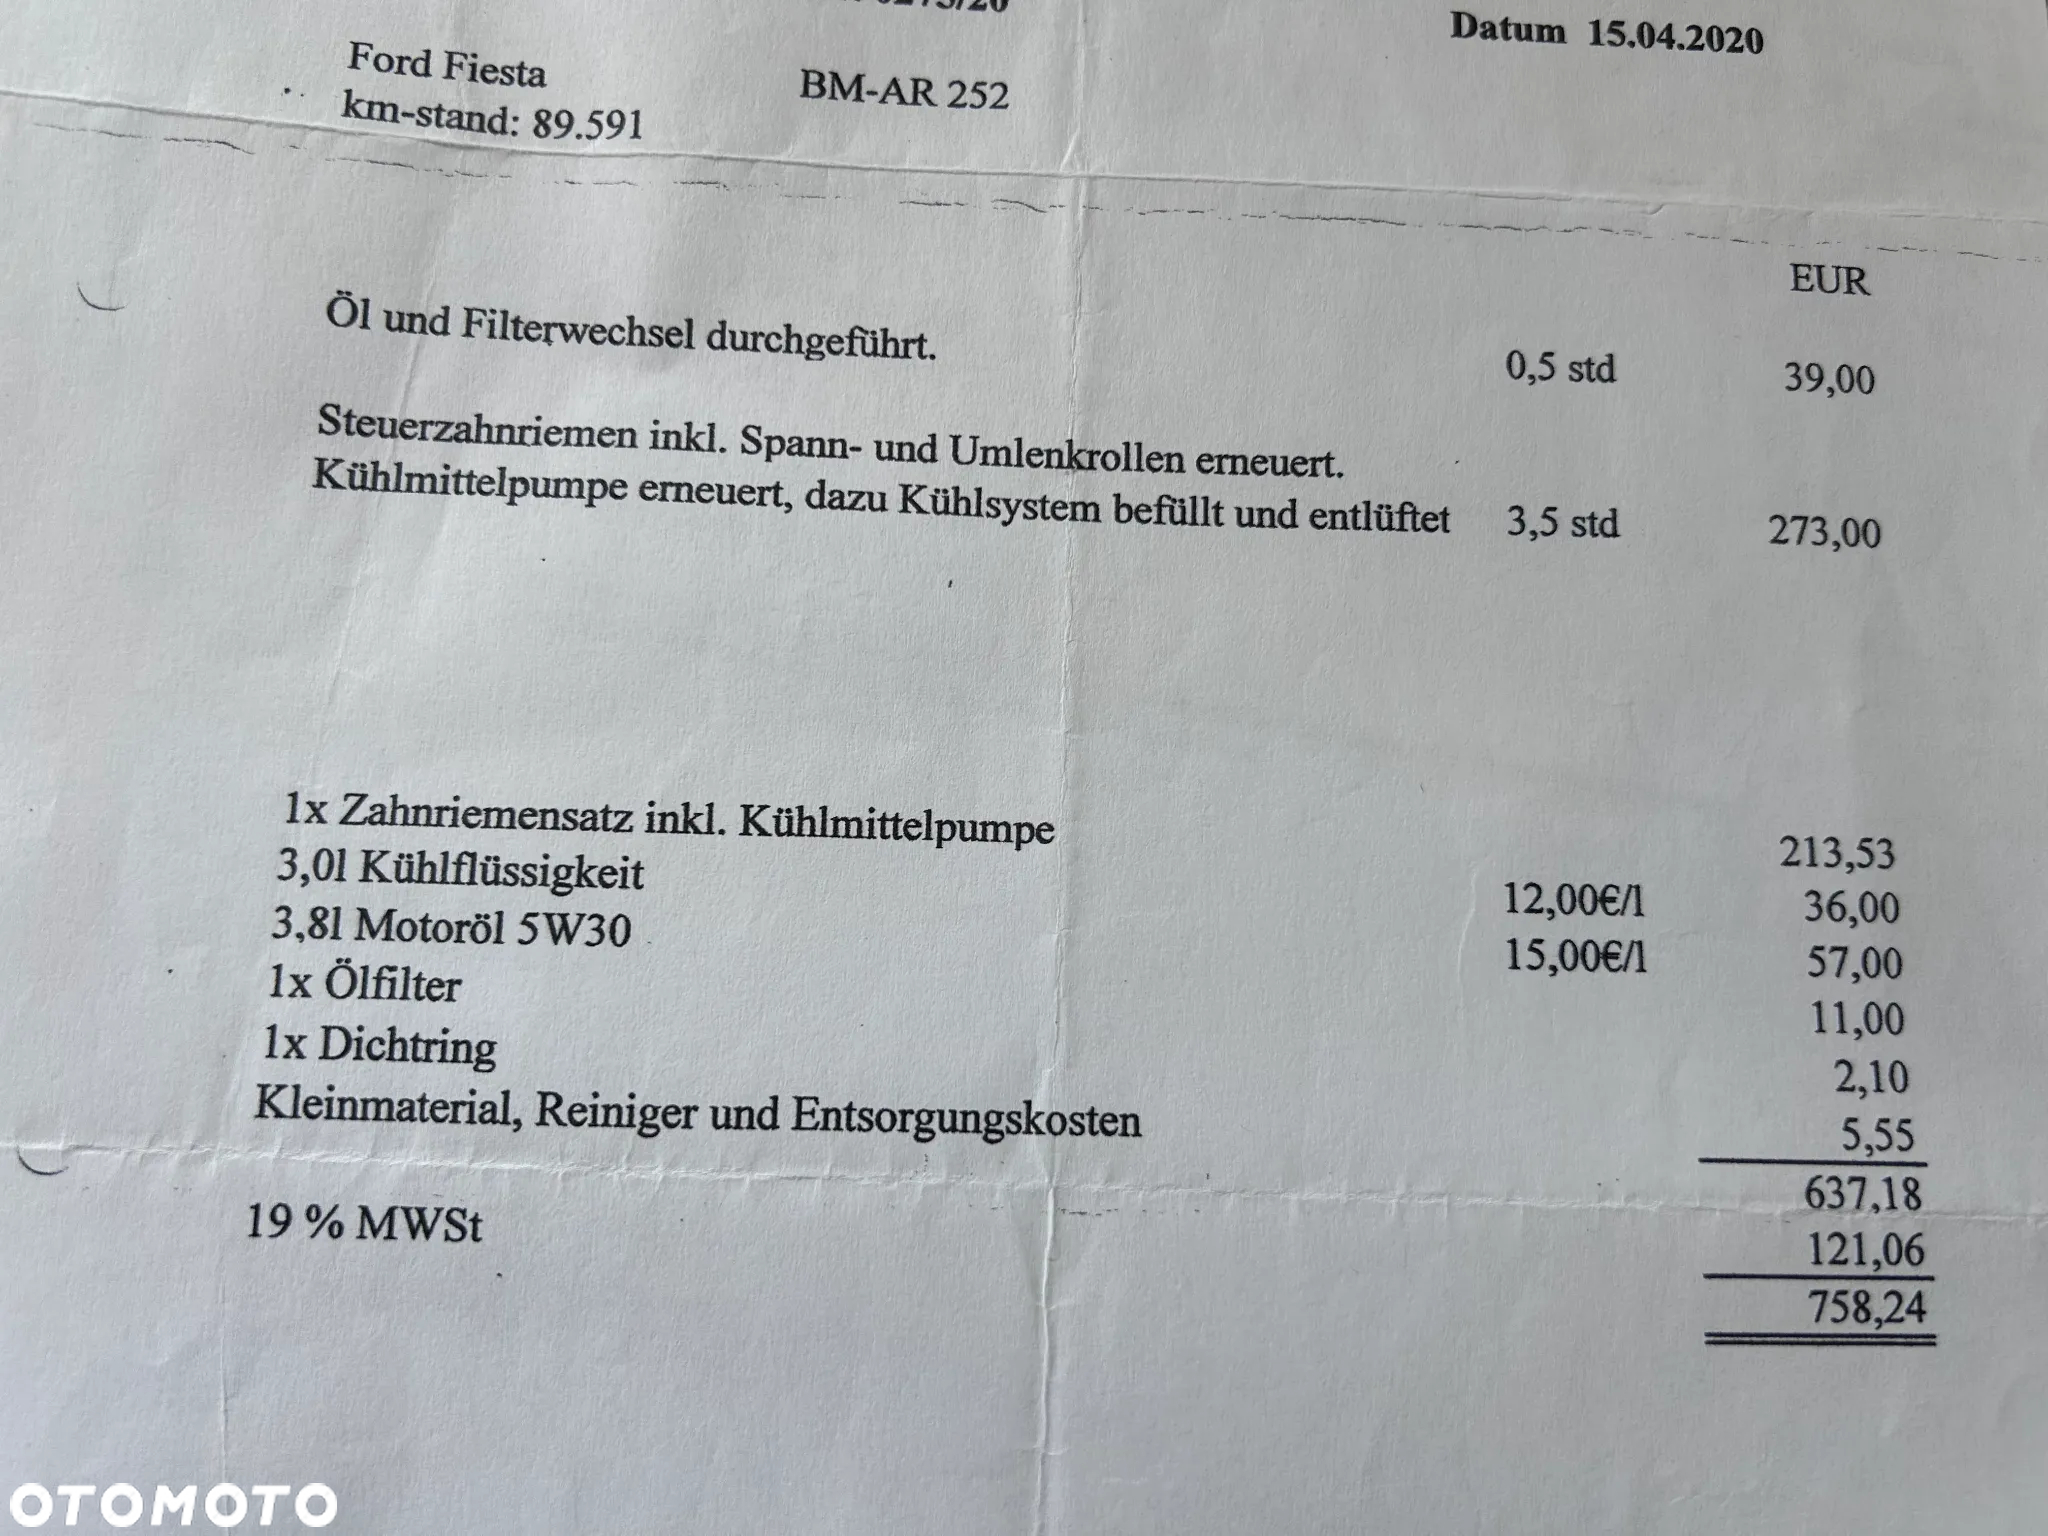 Datum 15.04.2020
Ford Fiesta BM-AR 252
km-stand: 89.591
EUR
Öl und Filterwechsel durchgeführt. 0,5 std 39,00
Steuerzahnriemen inkl. Spann- und Umlenkrollen erneuert.
Kühlmittelpumpe erneuert, dazu Kühlsystem befüllt und entlüftet 3,5 std 273,00
1x Zahnriemensatz inkl. Kühlmittelpumpe 213,53
3,0l Kühlflüssigkeit 12,00€/l 36,00
3,8l Motoröl 5W30 15,00€/l 57,00
1x Ölfilter 11,00
1x Dichtring 2,10
Kleinmaterial, Reiniger und Entsorgungskosten 5,55
637,18
19 % MWSt 121,06
758,24
OTOMOTO